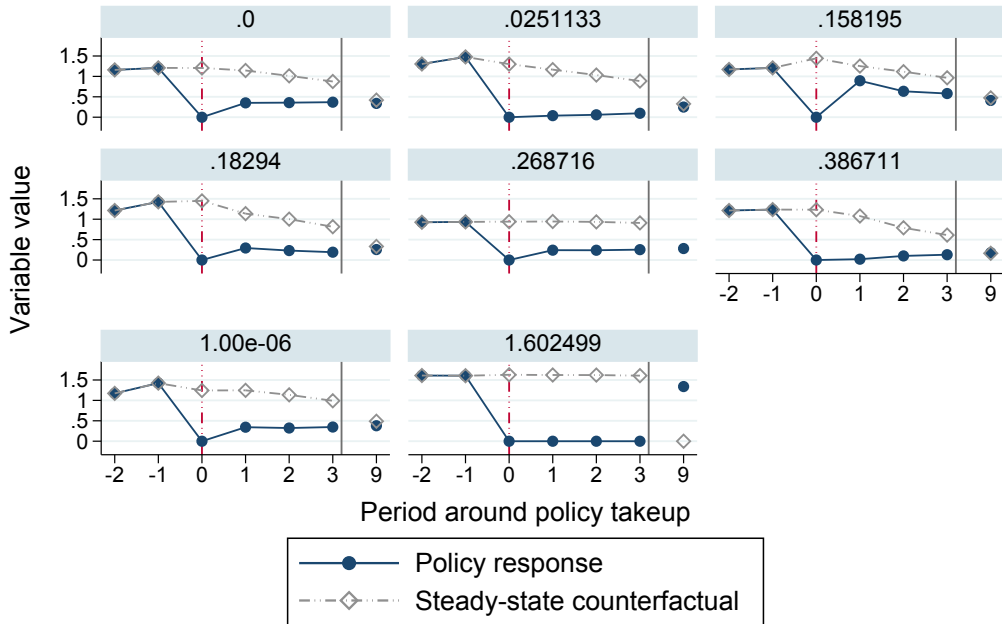 .0 .0251133 .158195
1.5
1
.5
0
.18294 .268716 .386711
1.5
1
.5
0
-2 -1 0 1 2 3 9
1.00e-06 1.602499
1.5
1
.5
0
-2 -1 0 1 2 3 9 -2 -1 0 1 2 3 9
Variable value
Period around policy takeup
Policy response
Steady-state counterfactual